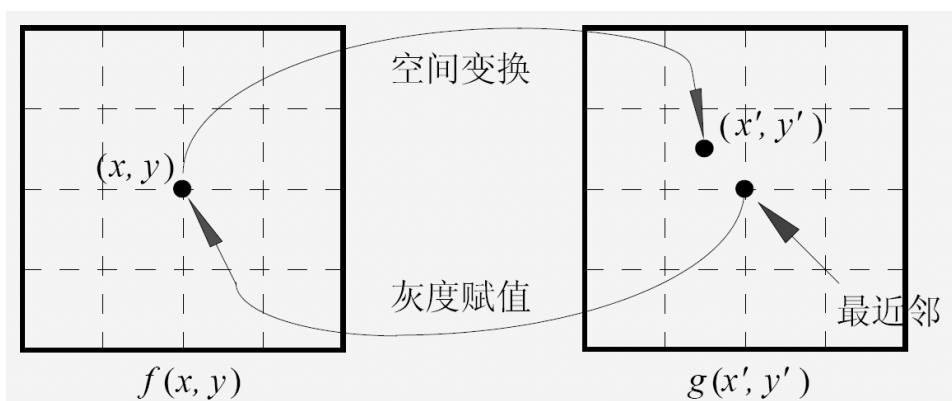 空间变换
(x′, y′)
(x, y)
灰度赋值
最近邻
f(x, y)
g(x′, y′)